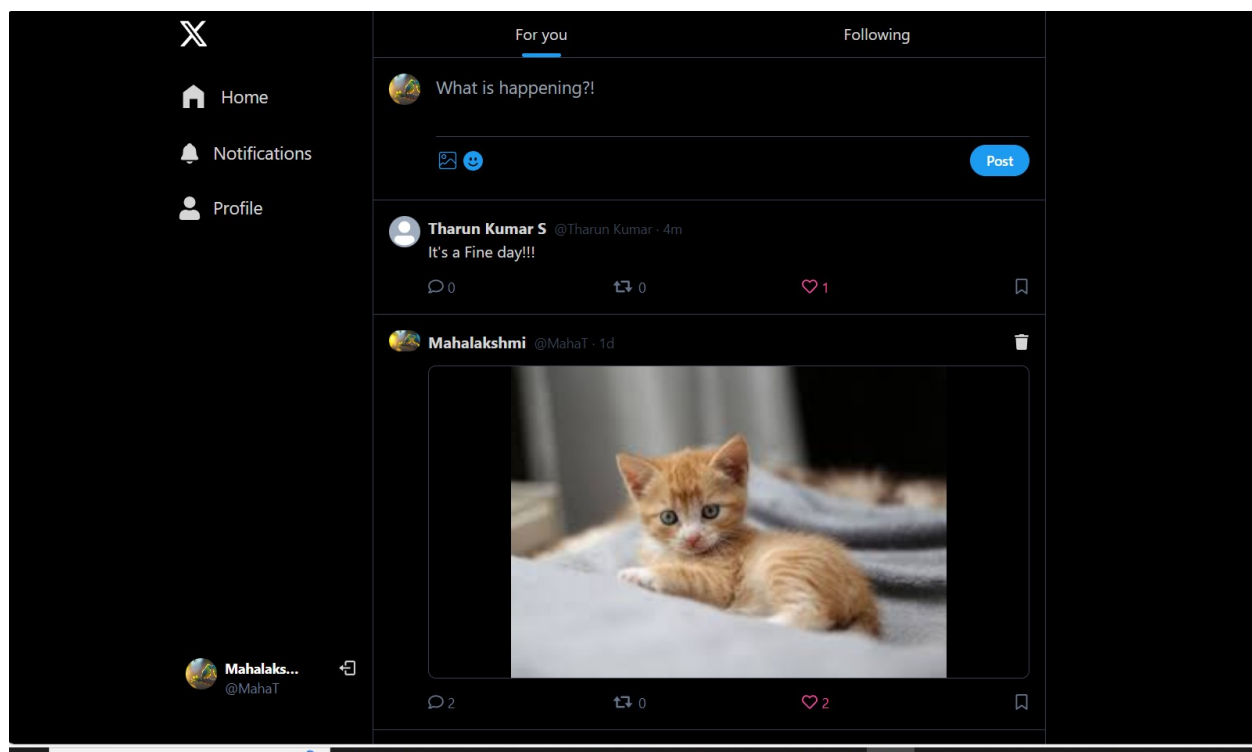 For you
Following
Home
Notifications
Profile
What is happening?!
Post
Tharun Kumar S @Tharun Kumar · 4m
It's a Fine day!!!
0
0
1
Mahalakshmi @MahaT · 1d
2
0
2
Mahalaks...
@MahaT